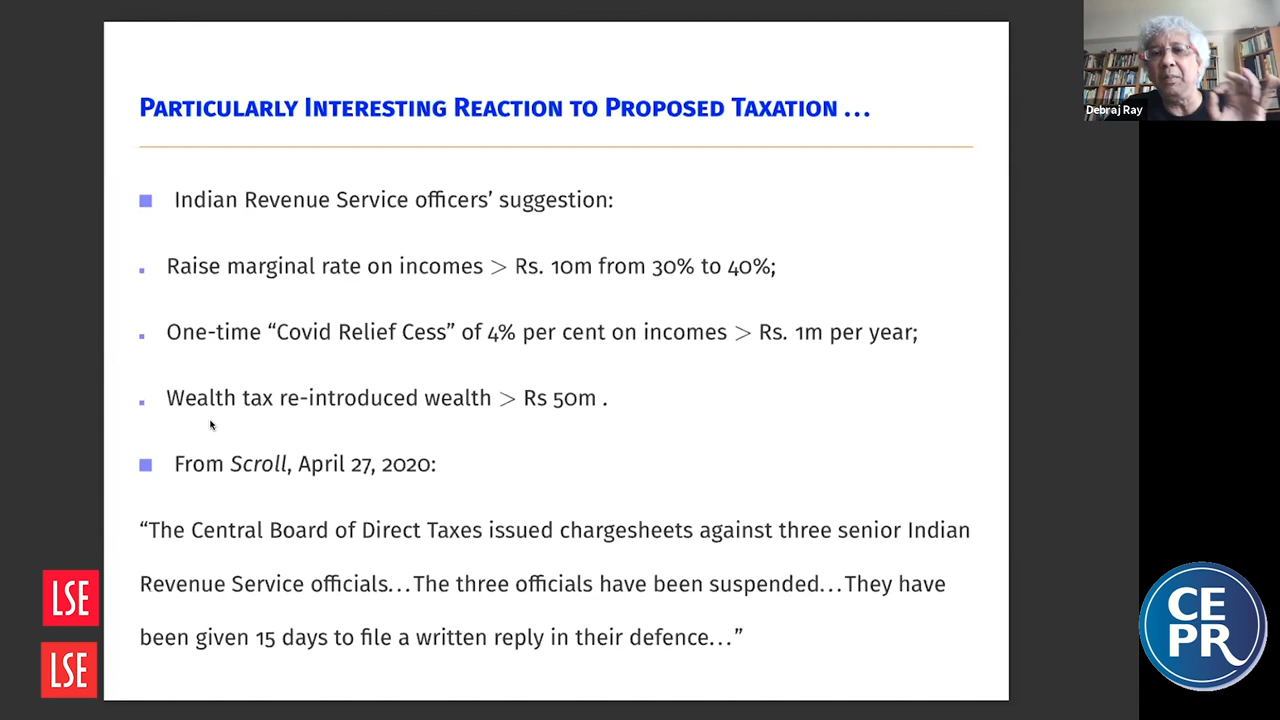 Particularly Interesting Reaction to Proposed Taxation …
Indian Revenue Service officers’ suggestion:
Raise marginal rate on incomes > Rs. 10m from 30% to 40%;
One-time “Covid Relief Cess” of 4% per cent on incomes > Rs. 1m per year;
Wealth tax re-introduced wealth > Rs 50m .
From Scroll, April 27, 2020:
“The Central Board of Direct Taxes issued chargesheets against three senior Indian
Revenue Service officials…The three officials have been suspended…They have
been given 15 days to file a written reply in their defence…”
Debraj Ray
LSE
LSE
CE
PR